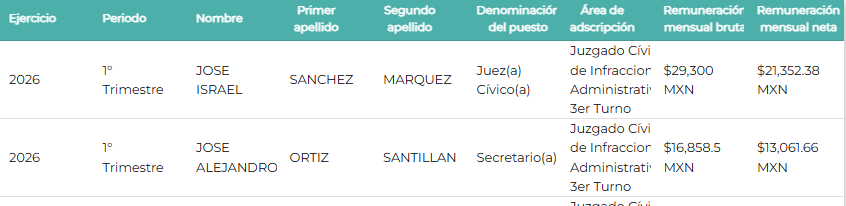 Ejercicio Periodo Nombre Primer apellido Segundo apellido Denominación del puesto Área de adscripción Remuneración mensual bruta Remuneración mensual neta
2026 1° Trimestre JOSE ISRAEL SANCHEZ MARQUEZ Juez(a) Cívico(a) Juzgado Cívi de Infraccion Administrativ 3er Turno $29,300 MXN $21,352.38 MXN
2026 1° Trimestre JOSE ALEJANDRO ORTIZ SANTILLAN Secretario(a) Juzgado Cívi de Infraccion Administrativ 3er Turno $16,858.5 MXN $13,061.66 MXN
Juzgado Cívi